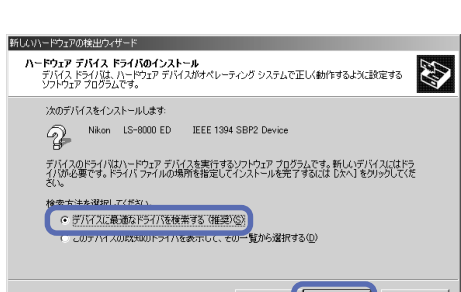 新しいハードウェアの検出ウィザード
ハードウェア デバイス ドライバのインストール
デバイス ドライバは、ハードウェア デバイスがオペレーティング システムで正しく動作するように設定する
ソフトウェア プログラムです。
次のデバイスをインストールします:
Nikon LS-8000 ED IEEE 1394 SBP2 Device
デバイスのドライバはハードウェア デバイスを実行するソフトウェア プログラムです。新しいデバイスにはドラ
イバが必要です。ドライバ ファイルの場所を指定してインストールを完了するには [次へ] をクリックしてくだ
さい。
検索方法を選択してください。
デバイスに最適なドライバを検索する (推奨)(S)
このデバイスの既知のドライバを表示して、その一覧から選択する(D)